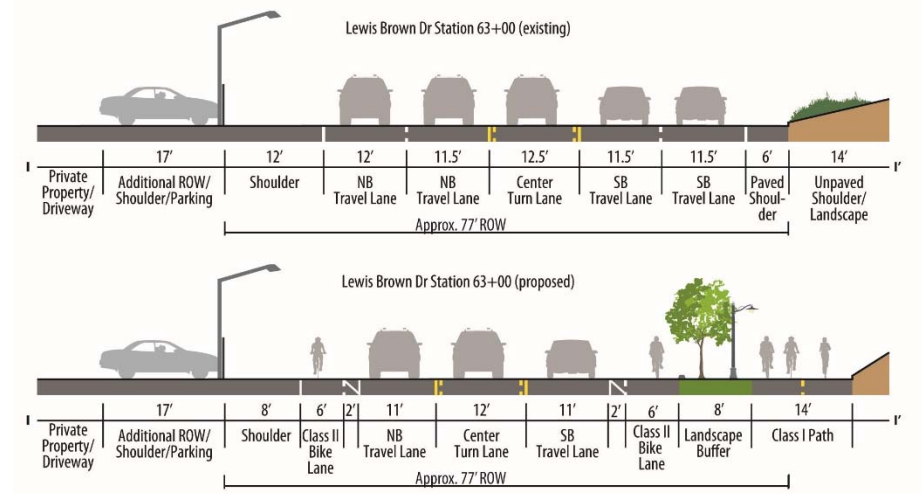 Lewis Brown Dr Station 63+00 (existing)
17' 12' 12' 11.5' 12.5' 11.5' 11.5' 6' 14'
I Private Property/ Driveway Additional ROW/ Shoulder/Parking Shoulder NB Travel Lane NB Travel Lane Center Turn Lane SB Travel Lane SB Travel Lane Paved Shoul- der Unpaved Shoulder/ Landscape I'
Approx. 77' ROW
Lewis Brown Dr Station 63+00 (proposed)
17' 8' 6' 2' 11' 12' 11' 2' 6' 8' 14'
I Private Property/ Driveway Additional ROW/ Shoulder/Parking Shoulder Class II Bike Lane NB Travel Lane Center Turn Lane SB Travel Lane Class II Bike Lane Landscape Buffer Class I Path I'
Approx. 77' ROW